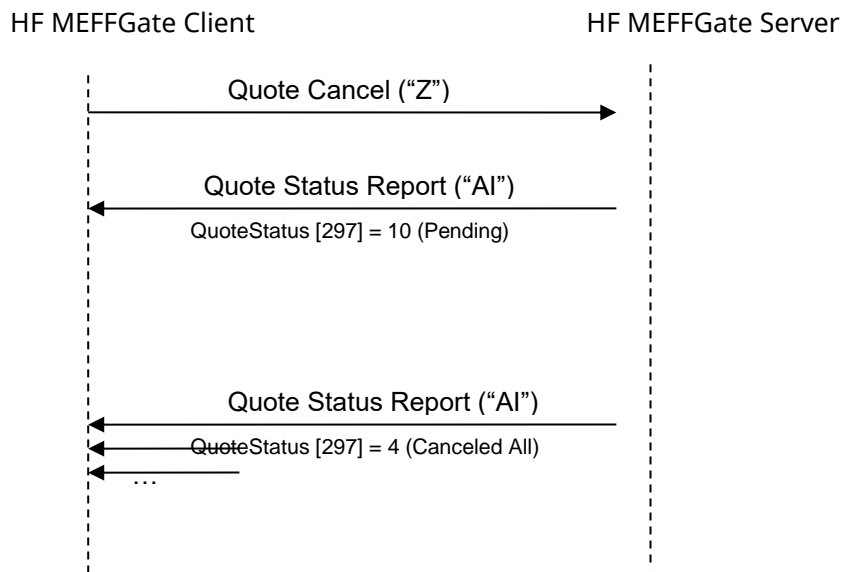 HF MEFFGate Client
HF MEFFGate Server
Quote Cancel (“Z”)
Quote Status Report (“AI”)
QuoteStatus [297] = 10 (Pending)
Quote Status Report (“AI”)
QuoteStatus [297] = 4 (Canceled All)
…